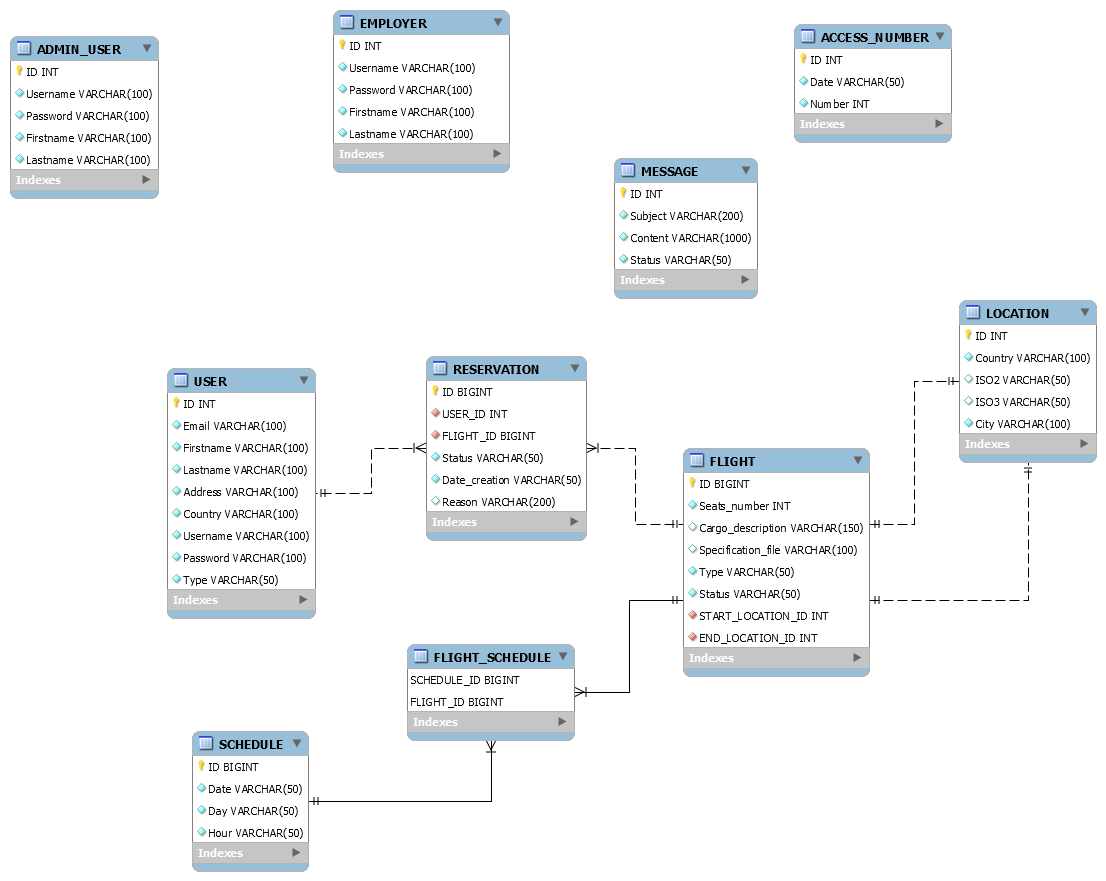 ADMIN_USER
ID INT
Username VARCHAR(100)
Password VARCHAR(100)
Firstname VARCHAR(100)
Lastname VARCHAR(100)
Indexes
EMPLOYER
ID INT
Username VARCHAR(100)
Password VARCHAR(100)
Firstname VARCHAR(100)
Lastname VARCHAR(100)
Indexes
ACCESS_NUMBER
ID INT
Date VARCHAR(50)
Number INT
Indexes
MESSAGE
ID INT
Subject VARCHAR(200)
Content VARCHAR(1000)
Status VARCHAR(50)
Indexes
LOCATION
ID INT
Country VARCHAR(100)
ISO2 VARCHAR(50)
ISO3 VARCHAR(50)
City VARCHAR(100)
Indexes
USER
ID INT
Email VARCHAR(100)
Firstname VARCHAR(100)
Lastname VARCHAR(100)
Address VARCHAR(100)
Country VARCHAR(100)
Username VARCHAR(100)
Password VARCHAR(100)
Type VARCHAR(50)
Indexes
RESERVATION
ID BIGINT
USER_ID INT
FLIGHT_ID BIGINT
Status VARCHAR(50)
Date_creation VARCHAR(50)
Reason VARCHAR(200)
Indexes
FLIGHT
ID BIGINT
Seats_number INT
Cargo_description VARCHAR(150)
Specification_file VARCHAR(100)
Type VARCHAR(50)
Status VARCHAR(50)
START_LOCATION_ID INT
END_LOCATION_ID INT
Indexes
FLIGHT_SCHEDULE
SCHEDULE_ID BIGINT
FLIGHT_ID BIGINT
Indexes
SCHEDULE
ID BIGINT
Date VARCHAR(50)
Day VARCHAR(50)
Hour VARCHAR(50)
Indexes